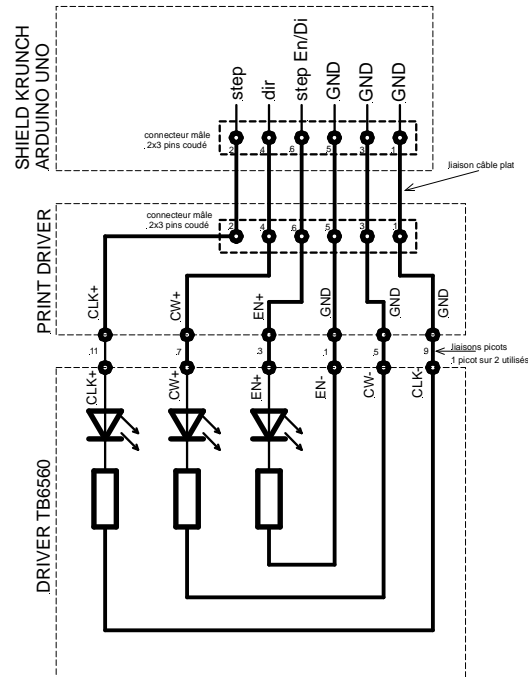 SHIELD KRUNCH
ARDUINO UNO
step
dir
step En/Di
GND
GND
GND
connecteur mâle
2x3 pins coudé
2
4
6
5
3
1
liaison câble plat
PRINT DRIVER
connecteur mâle
2x3 pins coudé
2
4
6
5
3
1
CLK+
CW+
EN+
GND
GND
GND
11
7
3
1
5
9
liaisons picots
1 picot sur 2 utilisés
DRIVER TB6560
CLK+
CW+
EN+
EN-
CW-
CLK-